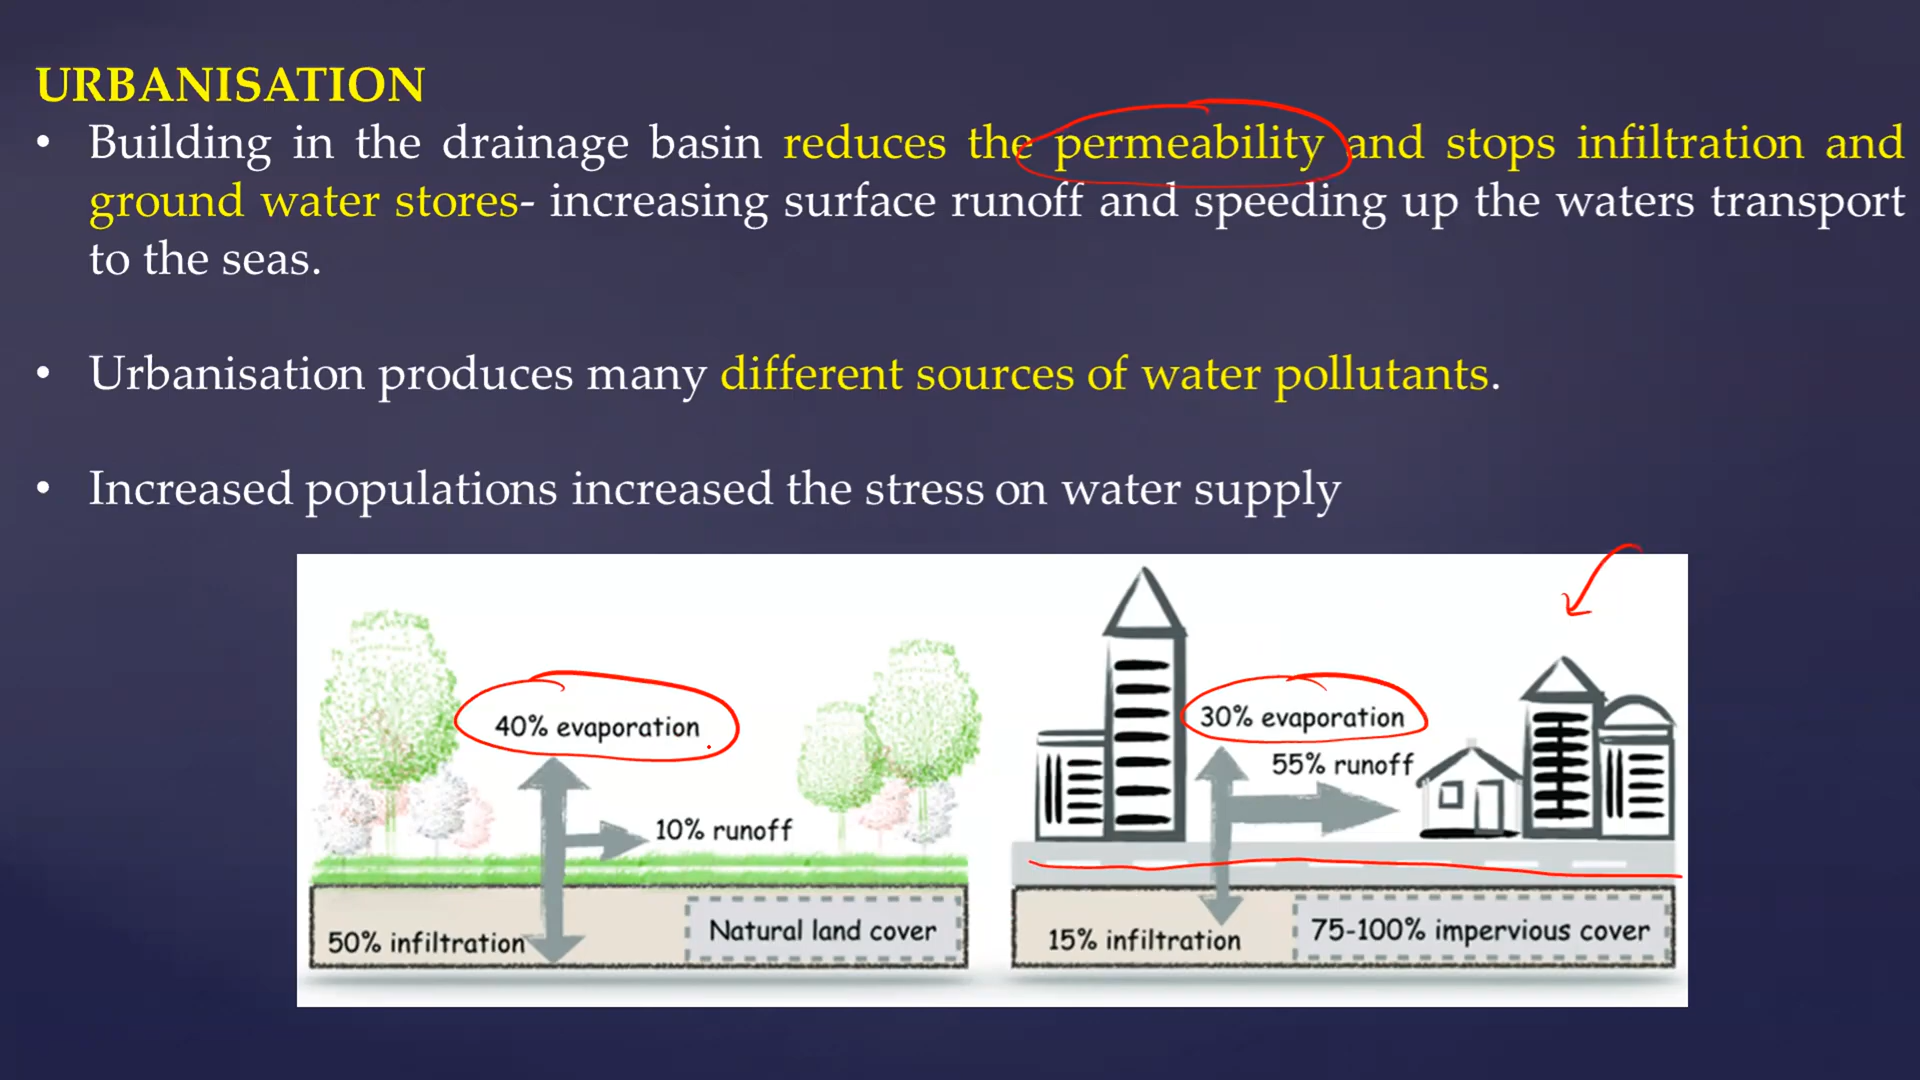 URBANISATION
• Building in the drainage basin reduces the permeability and stops infiltration and
ground water stores- increasing surface runoff and speeding up the waters transport
to the seas.
• Urbanisation produces many different sources of water pollutants.
• Increased populations increased the stress on water supply
40% evaporation
10% runoff
50% infiltration
Natural land cover
30% evaporation
55% runoff
15% infiltration
75-100% impervious cover